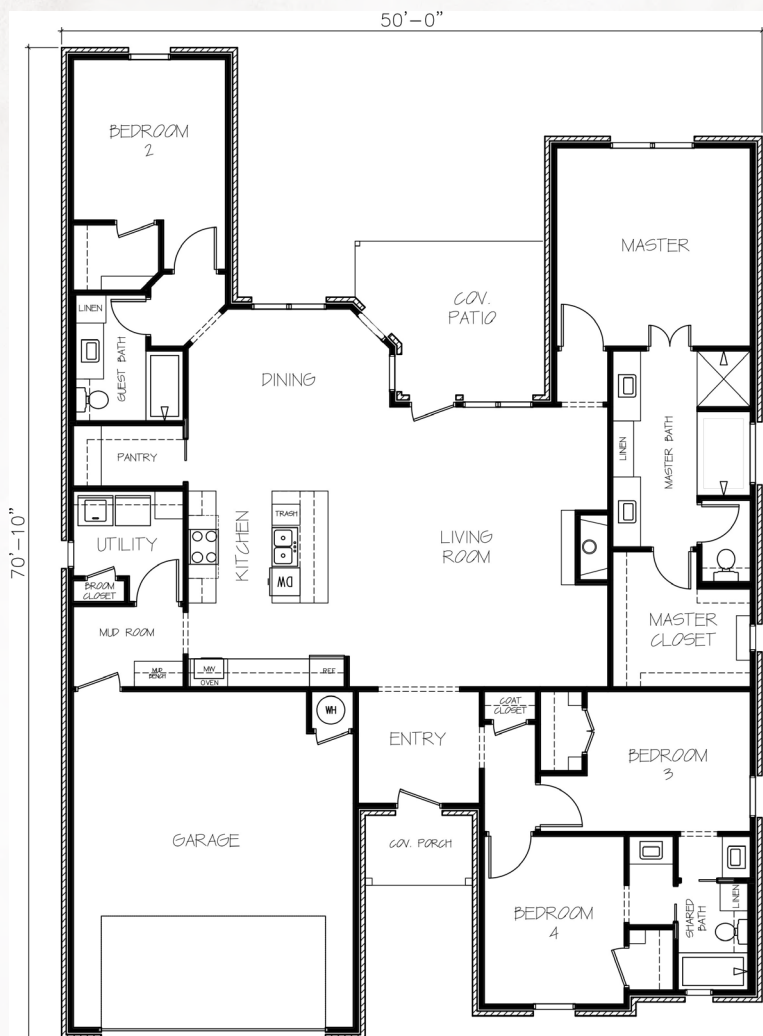 50'-0"
BEDROOM
2
MASTER
COV.
PATIO
LINEN
GUEST BATH
DINING
PANTRY
LINEN
MASTER BATH
70'-10"
UTILITY
KITCHEN
TRASH
DW
LIVING
ROOM
BROOM
CLOSET
MUD ROOM
MUD
BENCH
MW
OVEN
REF
MASTER
CLOSET
WH
COAT
CLOSET
ENTRY
BEDROOM
3
GARAGE
COV. PORCH
BEDROOM
4
SHARED
BATH
LINEN